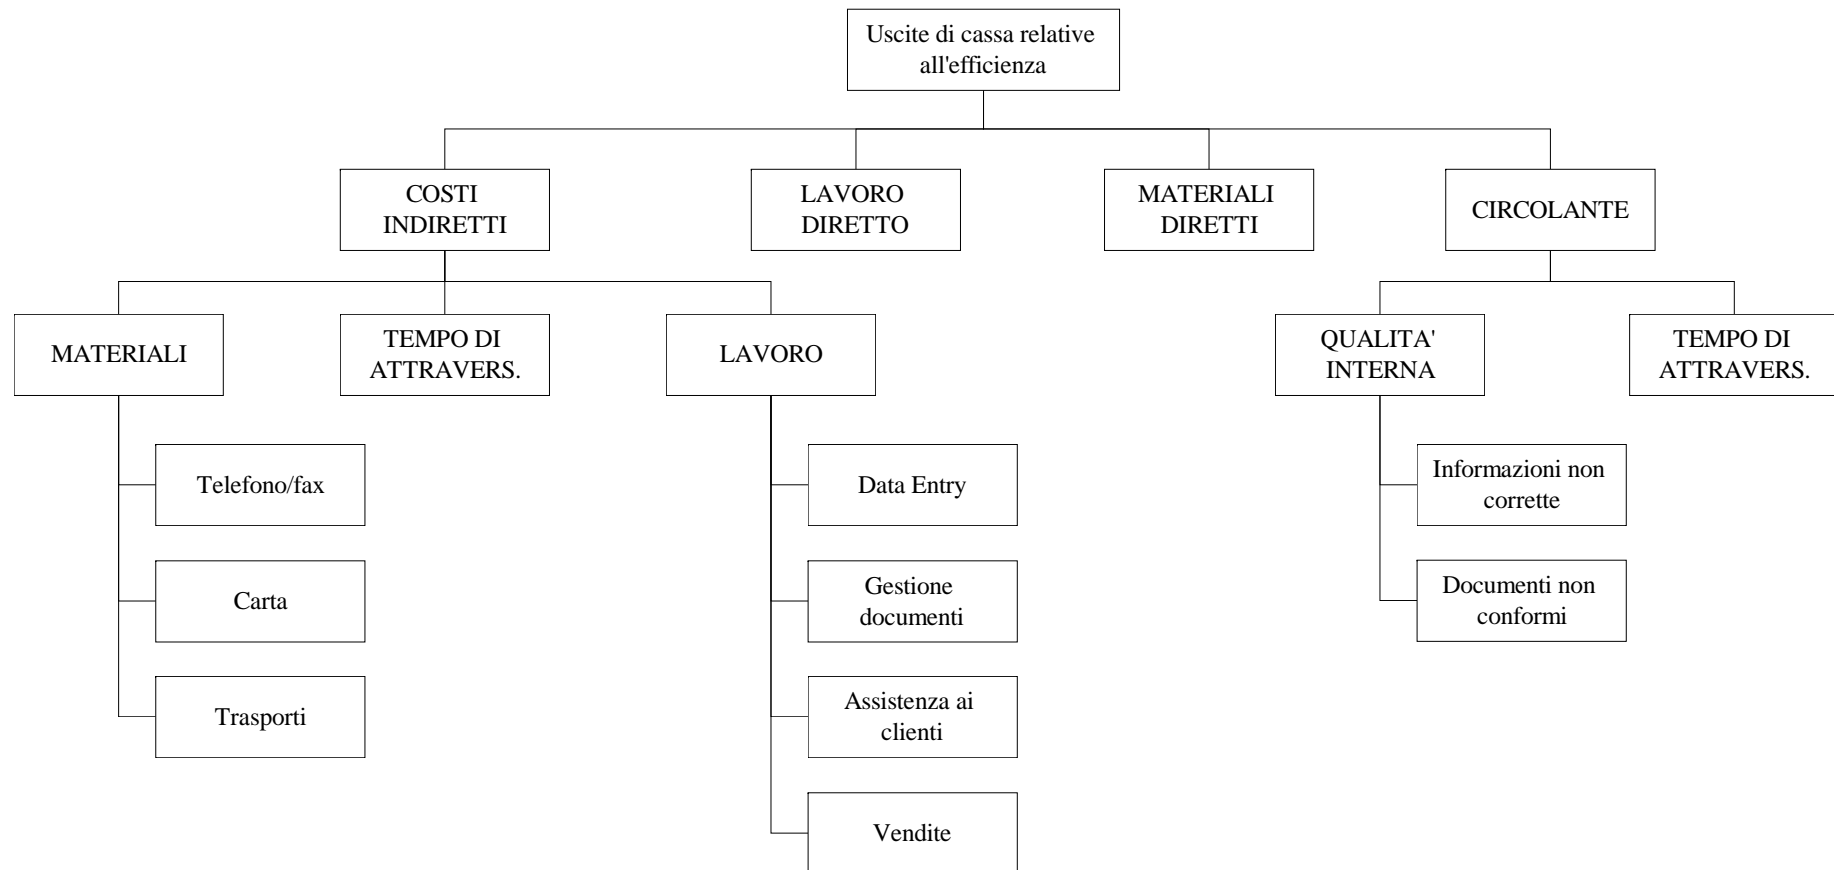 Uscite di cassa relative
all'efficienza
COSTI
INDIRETTI
LAVORO
DIRETTO
MATERIALI
DIRETTI
CIRCOLANTE
MATERIALI
TEMPO DI
ATTRAVERS.
LAVORO
QUALITA'
INTERNA
TEMPO DI
ATTRAVERS.
Telefono/fax
Data Entry
Informazioni non
corrette
Carta
Gestione
documenti
Documenti non
conformi
Trasporti
Assistenza ai
clienti
Vendite